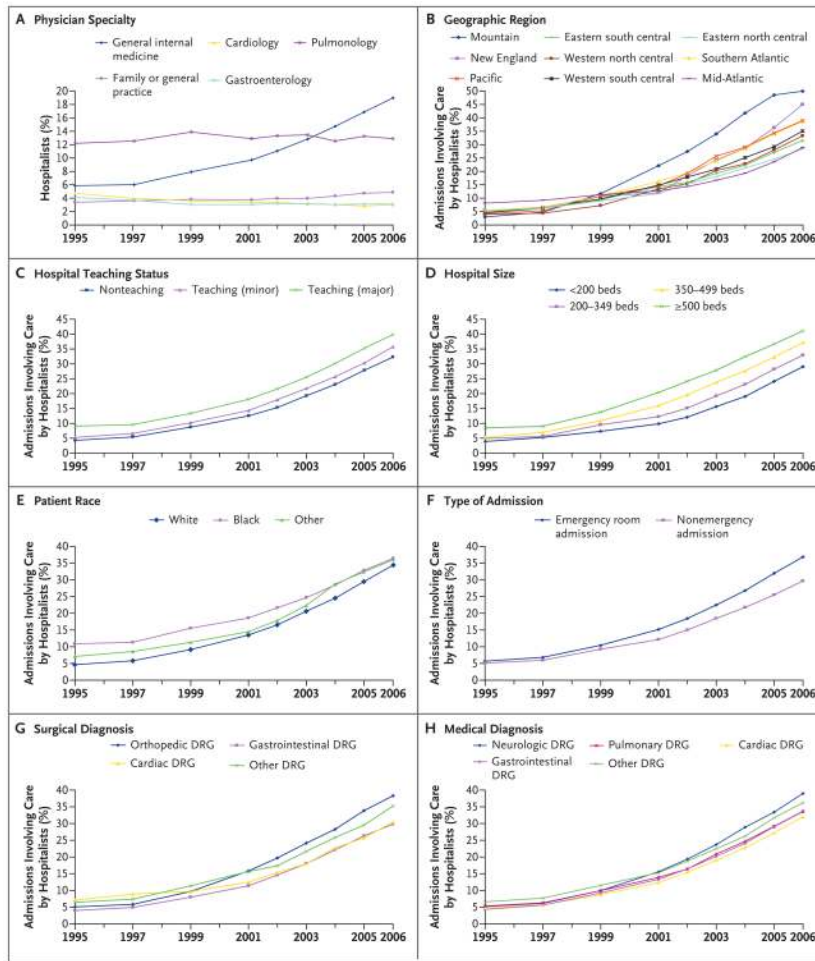 A Physician Specialty
General internal medicine
Cardiology
Pulmonology
Family or general practice
Gastroenterology
Hospitalists (%)
20
18
16
14
12
10
8
6
4
2
0
1995 1997 1999 2001 2003 2005 2006
B Geographic Region
Mountain Eastern south central Eastern north central
New England Western north central Southern Atlantic
Pacific Western south central Mid-Atlantic
Admissions Involving Care
by Hospitalists (%)
50
45
40
35
30
25
20
15
10
5
0
1995 1997 1999 2001 2003 2005 2006
C Hospital Teaching Status
Nonteaching Teaching (minor) Teaching (major)
Admissions Involving Care
by Hospitalists (%)
45
40
35
30
25
20
15
10
5
0
1995 1997 1999 2001 2003 2005 2006
D Hospital Size
<200 beds 350–499 beds
200–349 beds ≥500 beds
Admissions Involving Care
by Hospitalists (%)
45
40
35
30
25
20
15
10
5
0
1995 1997 1999 2001 2003 2005 2006
E Patient Race
White Black Other
Admissions Involving Care
by Hospitalists (%)
40
35
30
25
20
15
10
5
0
1995 1997 1999 2001 2003 2005 2006
F Type of Admission
Emergency room admission
Nonemergency admission
Admissions Involving Care
by Hospitalists (%)
40
35
30
25
20
15
10
5
0
1995 1997 1999 2001 2003 2005 2006
G Surgical Diagnosis
Orthopedic DRG Gastrointestinal DRG
Cardiac DRG Other DRG
Admissions Involving Care
by Hospitalists (%)
40
35
30
25
20
15
10
5
0
1995 1997 1999 2001 2003 2005 2006
H Medical Diagnosis
Neurologic DRG Pulmonary DRG Cardiac DRG
Gastrointestinal DRG
Other DRG
Admissions Involving Care
by Hospitalists (%)
40
35
30
25
20
15
10
5
0
1995 1997 1999 2001 2003 2005 2006